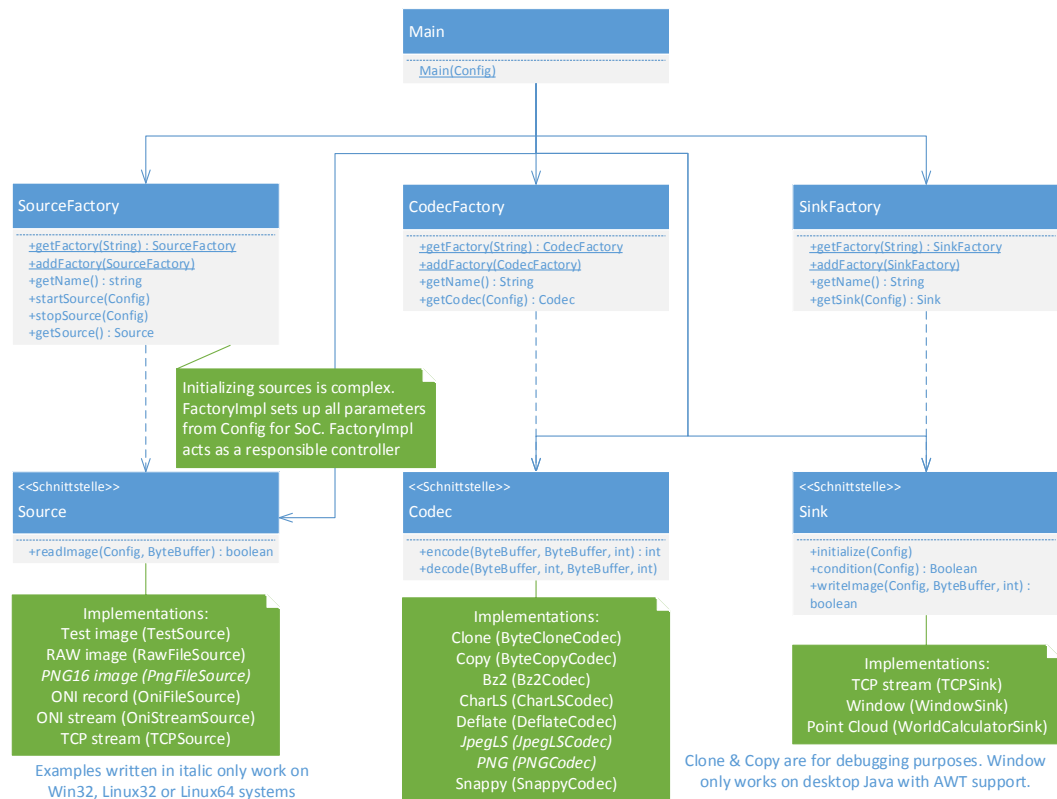 Main
Main(Config)
SourceFactory
+getFactory(String) : SourceFactory
+addFactory(SourceFactory)
+getName() : string
+startSource(Config)
+stopSource(Config)
+getSource() : Source
CodecFactory
+getFactory(String) : CodecFactory
+addFactory(CodecFactory)
+getName() : String
+getCodec(Config) : Codec
SinkFactory
+getFactory(String) : SinkFactory
+addFactory(SinkFactory)
+getName() : String
+getSink(Config) : Sink
Initializing sources is complex.
FactoryImpl sets up all parameters
from Config for SoC. FactoryImpl
acts as a responsible controller
<<Schnittstelle>>
Source
+readImage(Config, ByteBuffer) : boolean
<<Schnittstelle>>
Codec
+encode(ByteBuffer, ByteBuffer, int) : int
+decode(ByteBuffer, int, ByteBuffer, int)
<<Schnittstelle>>
Sink
+initialize(Config)
+condition(Config) : Boolean
+writeImage(Config, ByteBuffer, int) :
boolean
Implementations:
Test image (TestSource)
RAW image (RawFileSource)
PNG16 image (PngFileSource)
ONI record (OniFileSource)
ONI stream (OniStreamSource)
TCP stream (TCPSource)
Examples written in italic only work on
Win32, Linux32 or Linux64 systems
Implementations:
Clone (ByteCloneCodec)
Copy (ByteCopyCodec)
Bz2 (Bz2Codec)
CharLS (CharLSCodec)
Deflate (DeflateCodec)
JpegLS (JpegLSCodec)
PNG (PNGCodec)
Snappy (SnappyCodec)
Implementations:
TCP stream (TCPSink)
Window (WindowSink)
Point Cloud (WorldCalculatorSink)
Clone & Copy are for debugging purposes. Window
only works on desktop Java with AWT support.